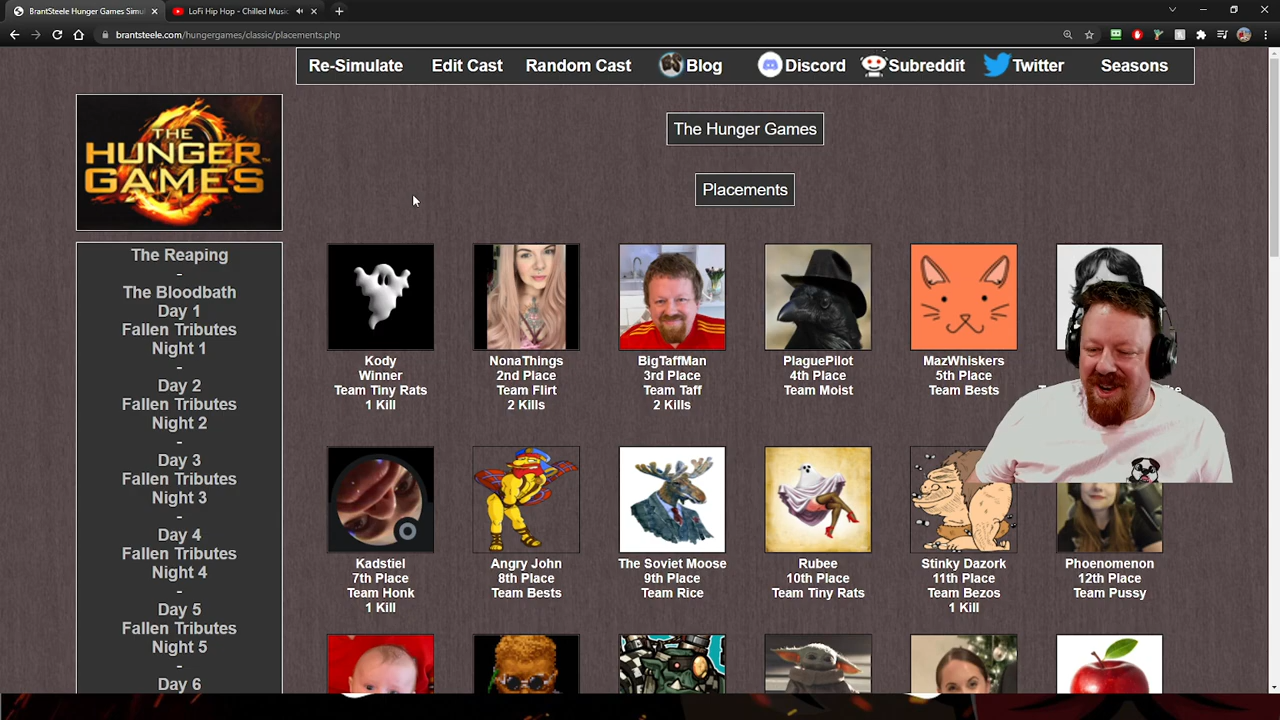 BrantSteele Hunger Games Simul
LoFi Hip Hop - Chilled Music
brantsteele.com/hungergames/classic/placements.php
Re-Simulate
Edit Cast
Random Cast
Blog
Discord
Subreddit
Twitter
Seasons
THE
HUNGER
GAMES
The Hunger Games
Placements
The Reaping
-
The Bloodbath
Day 1
Fallen Tributes
Night 1
-
Day 2
Fallen Tributes
Night 2
-
Day 3
Fallen Tributes
Night 3
-
Day 4
Fallen Tributes
Night 4
-
Day 5
Fallen Tributes
Night 5
-
Day 6
Kody
Winner
Team Tiny Rats
1 Kill
NonaThings
2nd Place
Team Flirt
2 Kills
BigTaffMan
3rd Place
Team Taff
2 Kills
PlaguePilot
4th Place
Team Moist
MazWhiskers
5th Place
Team Bests
Kadstiel
7th Place
Team Honk
1 Kill
Angry John
8th Place
Team Bests
The Soviet Moose
9th Place
Team Rice
Rubee
10th Place
Team Tiny Rats
Stinky Dazork
11th Place
Team Bezos
1 Kill
Phoenomenon
12th Place
Team Pussy